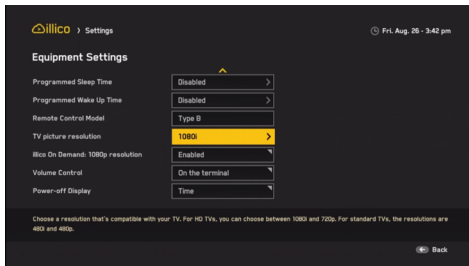 illico > Settings
Fri. Aug. 26 - 3:42 pm
Equipment Settings
Programmed Sleep Time Disabled >
Programmed Wake Up Time Disabled >
Remote Control Model Type B
TV picture resolution 1080i >
illico On Demand: 1080p resolution Enabled
Volume Control On the terminal
Power-off Display Time
Choose a resolution that's compatible with your TV. For HD TVs, you can choose between 1080i and 720p. For standard TVs, the resolutions are
480i and 480p.
Back